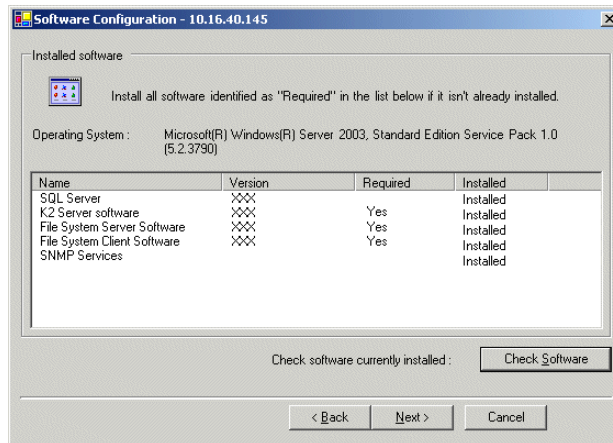 Software Configuration - 10.16.40.145
Installed software
Install all software identified as "Required" in the list below if it isn't already installed.
Operating System : Microsoft(R) Windows(R) Server 2003, Standard Edition Service Pack 1.0
(5.2.3790)
Name Version Required Installed
SQL Server XXX Installed
K2 Server software XXX Yes Installed
File System Server Software XXX Yes Installed
File System Client Software XXX Yes Installed
SNMP Services Installed
Check software currently installed : Check Software
< Back Next > Cancel